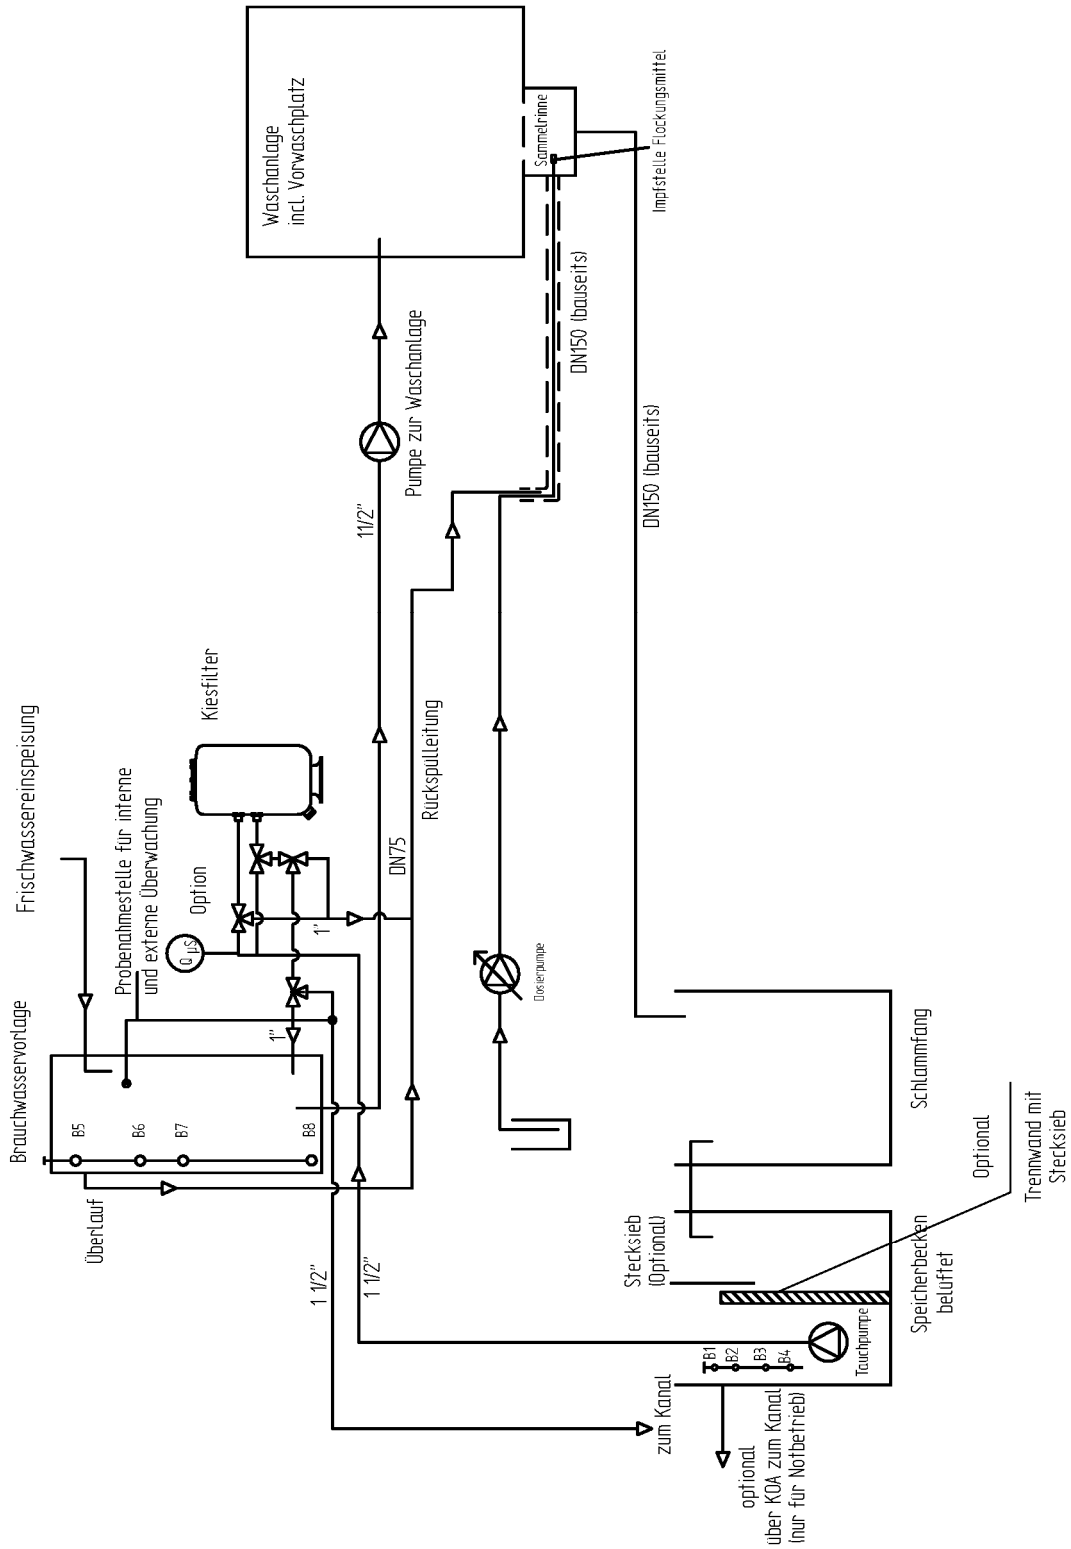 Brauchwasservorlage
Frischwassereinspeisung
Probenahmestelle für interne
und externe Überwachung
Option
Kiesfilter
Q µS
B5
B6
B7
B8
Überlauf
1"
1"
DN75
Rückspülleitung
11/2"
Pumpe zur Waschanlage
Waschanlage
incl. Vorwaschplatz
Sammelrinne
Impfstelle Flockungsmittel
DN150 (bauseits)
DN150 (bauseits)
Dosierpumpe
1 1/2"
1 1/2"
zum Kanal
optional
über KOA zum Kanal
(nur für Notbetrieb)
B1
B2
B3
B4
Tauchpumpe
Stecksieb
(Optional)
Speicherbecken
belüftet
Schlammfang
Optional
Trennwand mit
Stecksieb